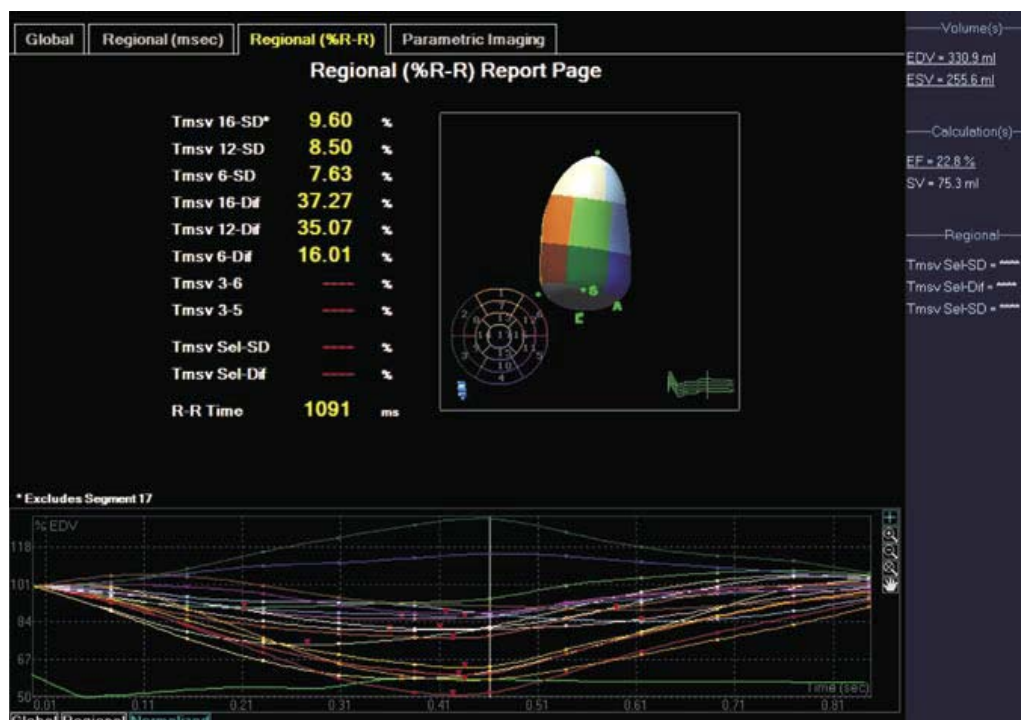 Global Regional (msec) Regional (%R-R) Parametric Imaging
Regional (%R-R) Report Page
Tmsv 16-SD* 9.60 %
Tmsv 12-SD 8.50 %
Tmsv 6-SD 7.63 %
Tmsv 16-Dif 37.27 %
Tmsv 12-Dif 35.07 %
Tmsv 6-Dif 16.01 %
Tmsv 3-6 ---- %
Tmsv 3-5 ---- %
Tmsv Sel-SD ---- %
Tmsv Sel-Dif ---- %
R-R Time 1091 ms
S
A
* Excludes Segment 17
% EDV
118
101
84
67
50
0.01 0.11 0.21 0.31 0.41 0.51 0.61 0.71 0.81
Time (sec)
Global Regional Normalized
Volume(s)
EDV = 330.9 ml
ESV = 255.6 ml
Calculation(s)
EF = 22.8 %
SV = 75.3 ml
Regional
Tmsv Sel-SD = ****
Tmsv Sel-Dif = ****
Tmsv Sel-SD = ****